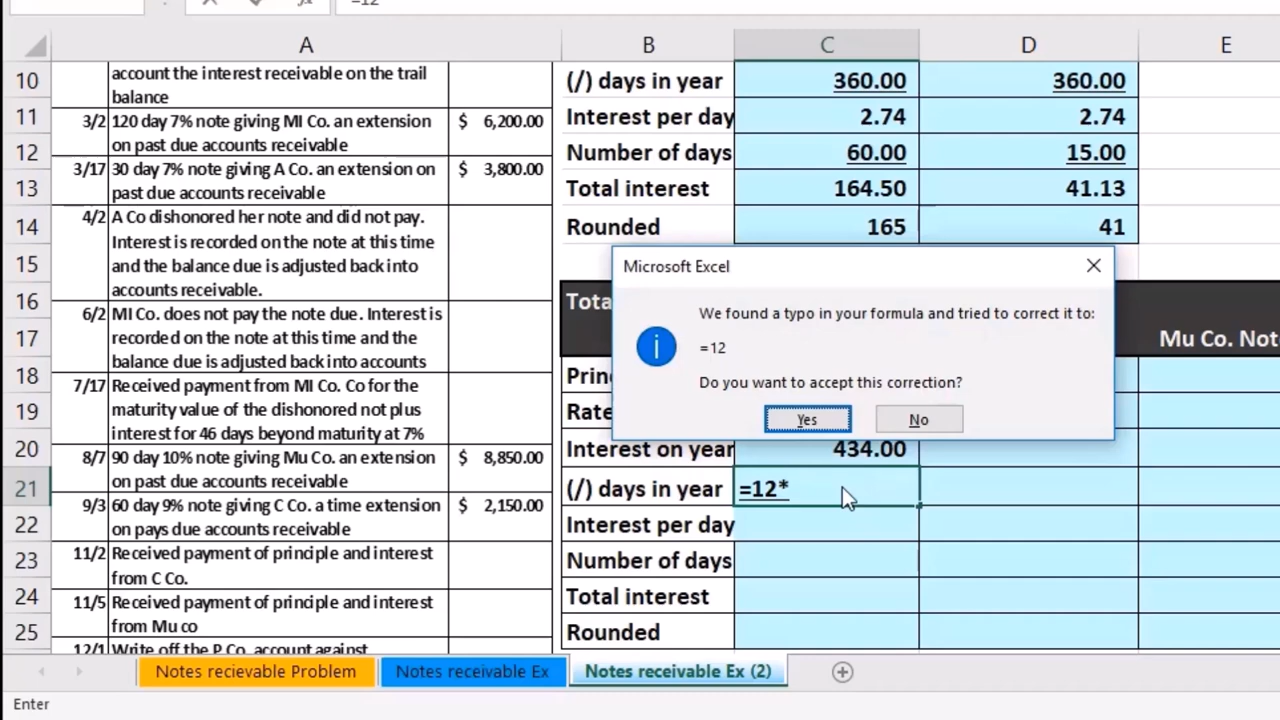 =12
A B C D E
10 account the interest receivable on the trail
balance
(/) days in year 360.00 360.00
11 3/2 120 day 7% note giving MI Co. an extension $ 6,200.00
on past due accounts receivable
Interest per day 2.74 2.74
12 Number of days 60.00 15.00
13 3/17 30 day 7% note giving A Co. an extension on $ 3,800.00
past due accounts receivable
Total interest 164.50 41.13
14 4/2 A Co dishonored her note and did not pay.
Interest is recorded on the note at this time
and the balance due is adjusted back into
accounts receivable.
Rounded 165 41
15
16
17 6/2 MI Co. does not pay the note due. Interest is
recorded on the note at this time and the
balance due is adjusted back into accounts
Tota
Mu Co. Not
Microsoft Excel
We found a typo in your formula and tried to correct it to:
=12
Do you want to accept this correction?
Yes No
18 7/17 Received payment from MI Co. Co for the
maturity value of the dishonored not plus
interest for 46 days beyond maturity at 7%
Prin
19 Rate
20 8/7 90 day 10% note giving Mu Co. an extension $ 8,850.00
on past due accounts receivable
Interest on year 434.00
21 (/) days in year =12*
9/3 60 day 9% note giving C Co. a time extension $ 2,150.00
on pays due accounts receivable
22 Interest per day
23 11/2 Received payment of principle and interest
from C Co.
Number of days
24 11/5 Received payment of principle and interest
from Mu co
Total interest
25 Rounded
12/1 Write off the P Co. account against
Notes recievable Problem Notes receivable Ex Notes receivable Ex (2)
Enter